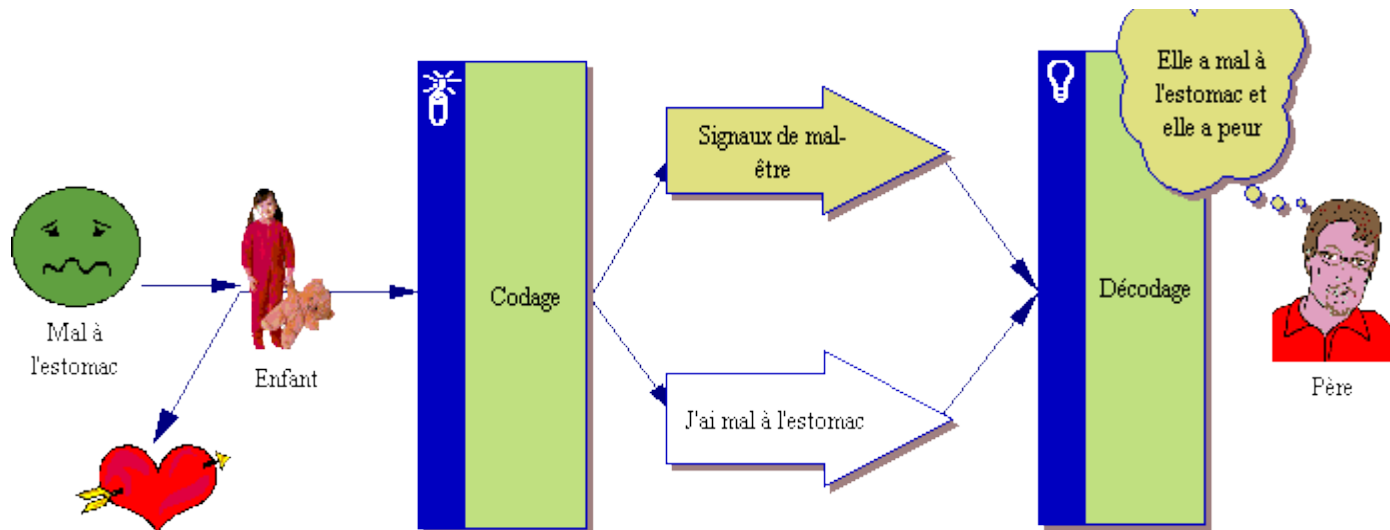 Elle a mal à
l'estomac et
elle a peur
Signaux de mal-
être
Codage
Décodage
Mal à
l'estomac
Enfant
J'ai mal à l'estomac
Père